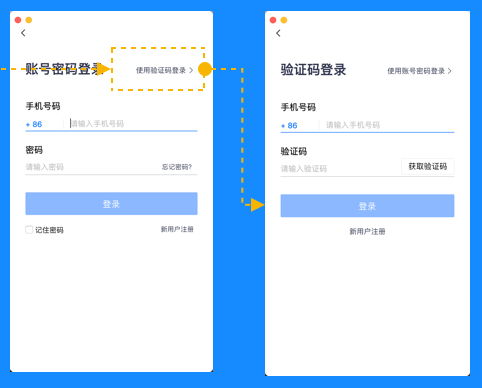 账号密码登录
使用验证码登录
手机号码
+ 86
请输入手机号码
密码
请输入密码
忘记密码?
登录
记住密码
新用户注册
验证码登录
使用账号密码登录
手机号码
+ 86
请输入手机号码
验证码
请输入验证码
获取验证码
登录
新用户注册